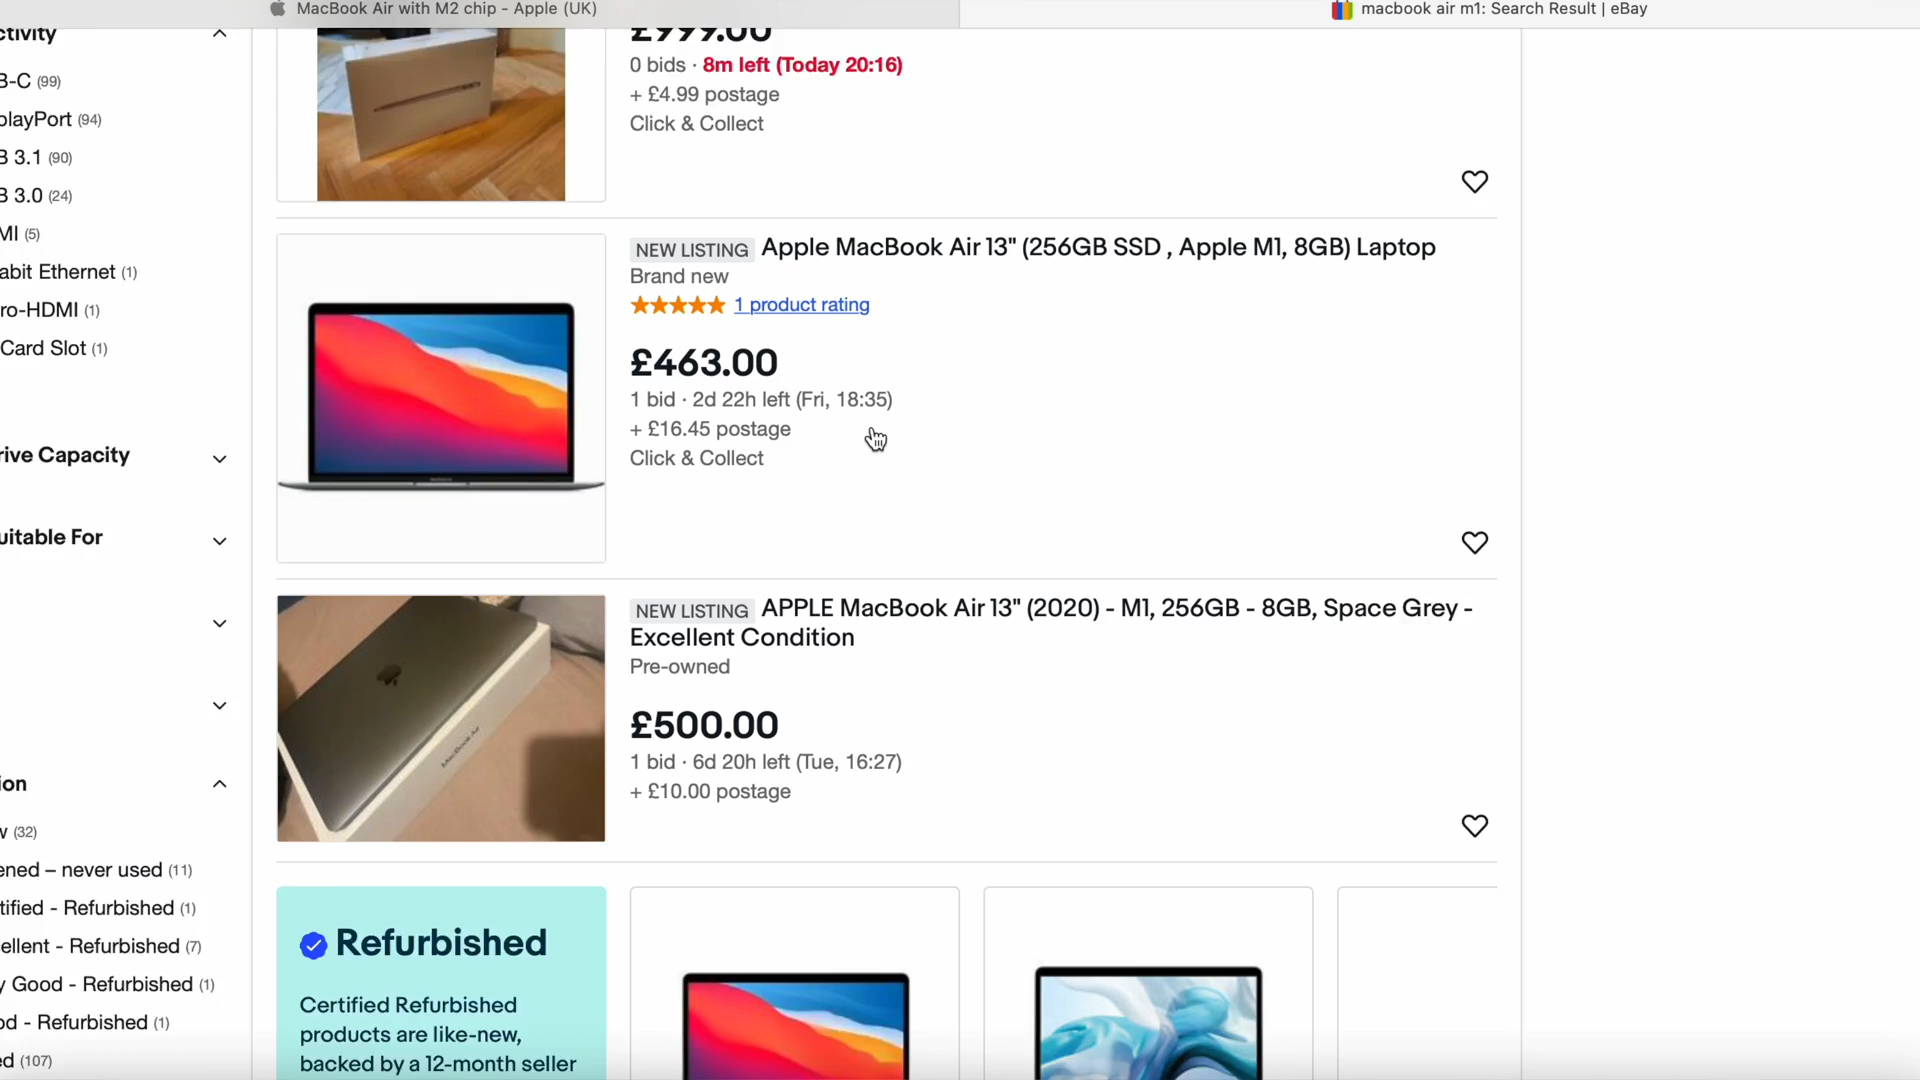 MacBook Air with M2 chip - Apple (UK)
macbook air m1: Search Result | eBay
ctivity
B-C (99)
playPort (94)
B 3.1 (90)
B 3.0 (24)
MI (5)
abit Ethernet (1)
ro-HDMI (1)
Card Slot (1)
rive Capacity
uitable For
ion
w (32)
ened – never used (11)
tified - Refurbished (1)
ellent - Refurbished (7)
y Good - Refurbished (1)
od - Refurbished (1)
ed (107)
£999.00
0 bids · 8m left (Today 20:16)
+ £4.99 postage
Click & Collect
NEW LISTING Apple MacBook Air 13" (256GB SSD , Apple M1, 8GB) Laptop
Brand new
1 product rating
£463.00
1 bid · 2d 22h left (Fri, 18:35)
+ £16.45 postage
Click & Collect
NEW LISTING APPLE MacBook Air 13" (2020) - M1, 256GB - 8GB, Space Grey -
Excellent Condition
Pre-owned
£500.00
1 bid · 6d 20h left (Tue, 16:27)
+ £10.00 postage
MacBook Air
Refurbished
Certified Refurbished
products are like-new,
backed by a 12-month seller